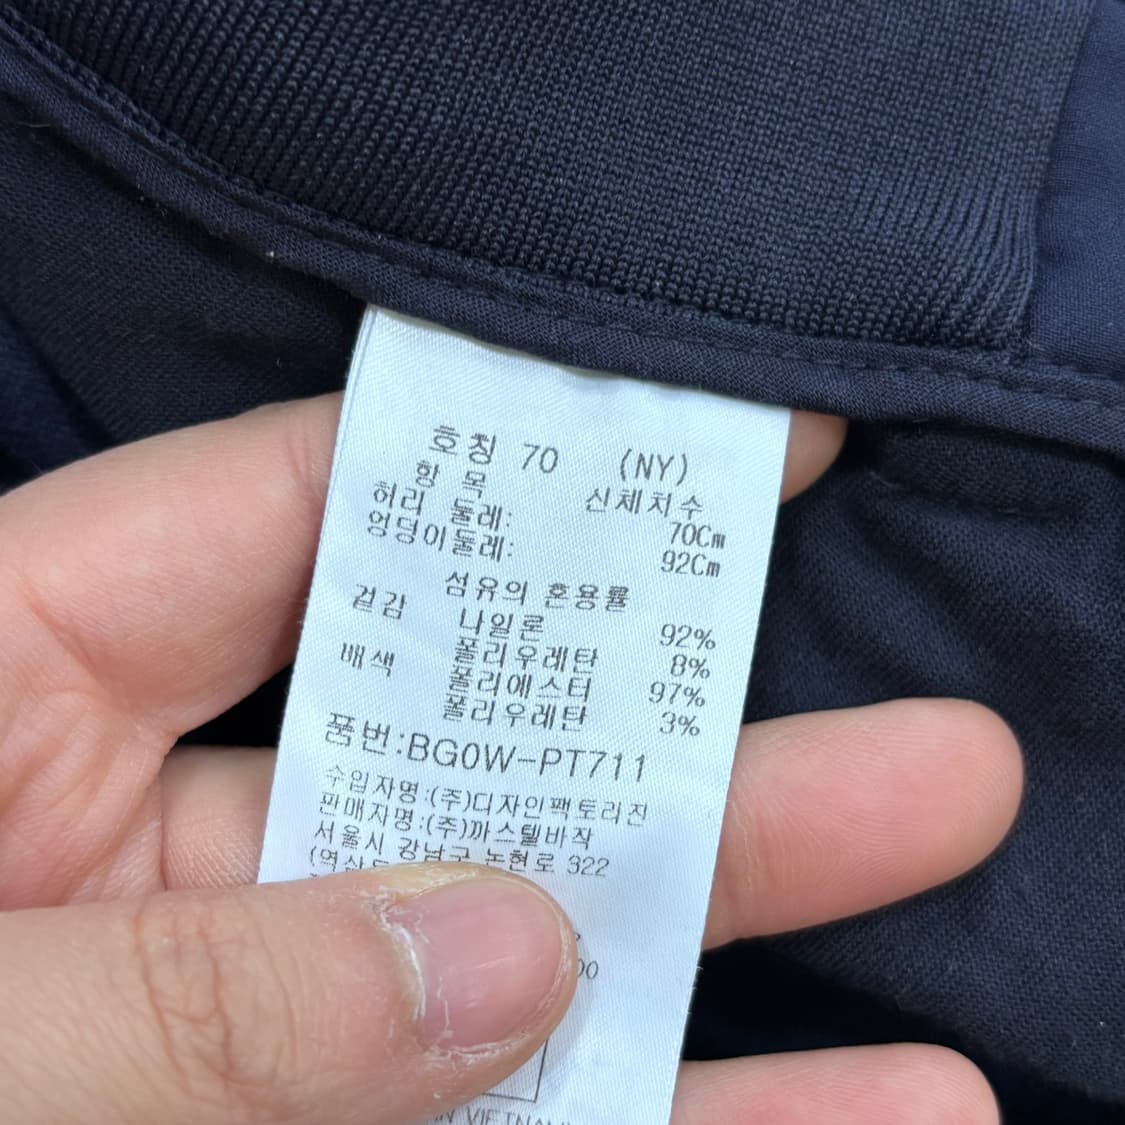 호칭 70 (NY)
항 목 신체치수
허리 둘레: 70Cm
엉덩이둘레: 92Cm
섬유의 혼용률
겉감 나일론 92%
폴리우레탄 8%
배색 폴리에스터 97%
폴리우레탄 3%
품번:BG0W-PT711
수입자명:(주)디자인팩토리진
판매자명:(주)까스텔바작
서울시 강남구 논현로 322
(역삼
00
VIETNAM